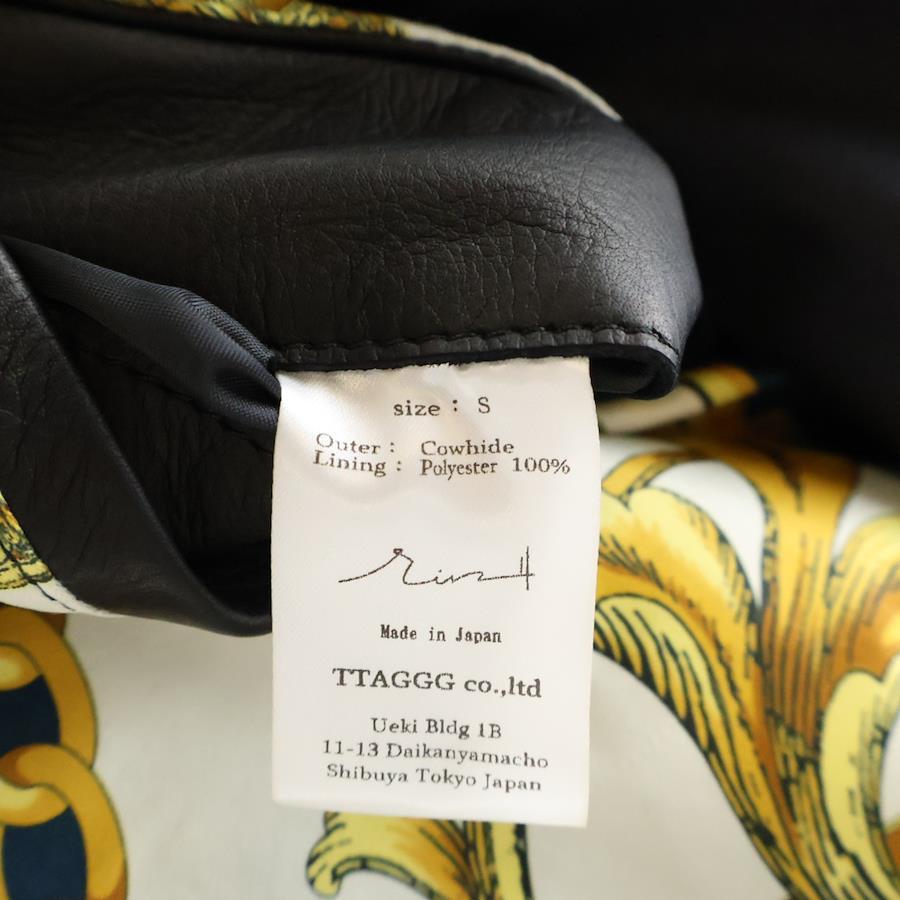 size : S
Outer : Cowhide
Lining : Polyester 100%
Made in Japan
TTAGGG co.,ltd
Ueki Bldg 1B
11-13 Daikanyamacho
Shibuya Tokyo Japan